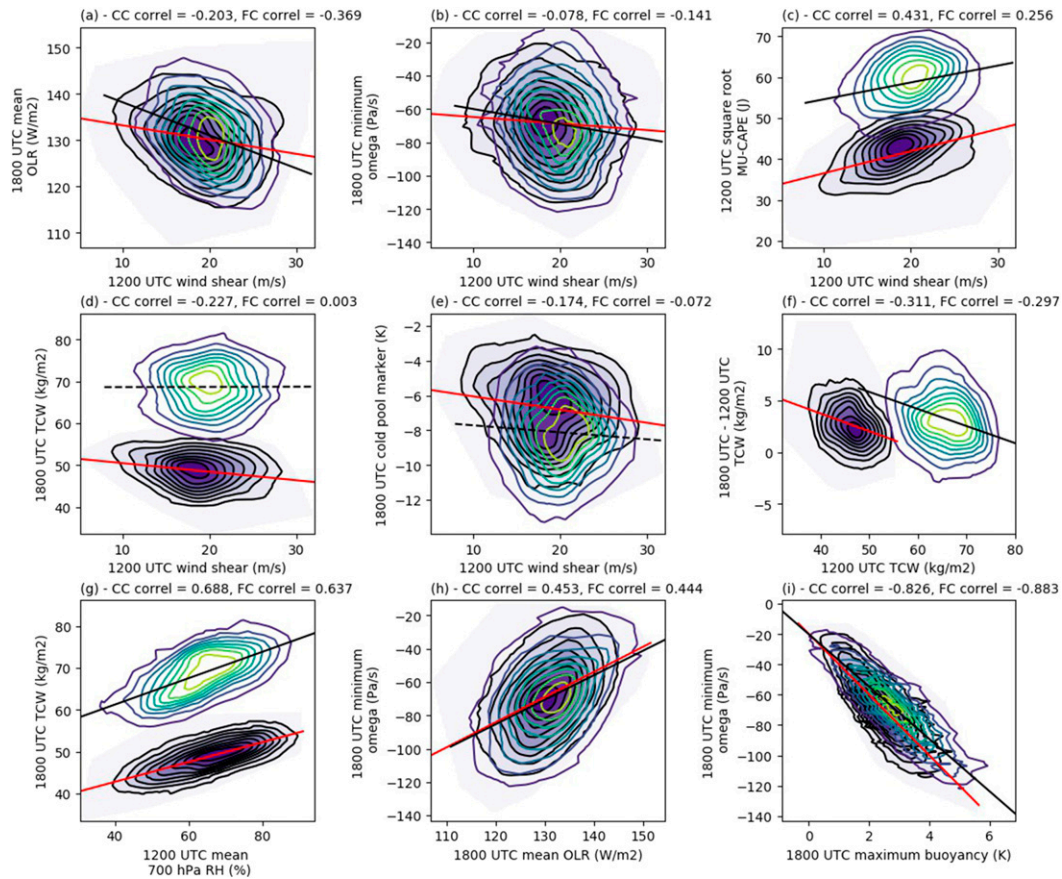 (a) - CC correl = -0.203, FC correl = -0.369
150
140
130
120
110
1800 UTC mean
OLR (W/m2)
10
20
30
1200 UTC wind shear (m/s)
(b) - CC correl = -0.078, FC correl = -0.141
−20
−40
−60
−80
−100
−120
−140
1800 UTC minimum
omega (Pa/s)
10
20
30
1200 UTC wind shear (m/s)
(c) - CC correl = 0.431, FC correl = 0.256
70
60
50
40
30
20
1200 UTC square root
MU-CAPE (J)
10
20
30
1200 UTC wind shear (m/s)
(d) - CC correl = -0.227, FC correl = 0.003
80
70
60
50
40
1800 UTC TCW (kg/m2)
10
20
30
1200 UTC wind shear (m/s)
(e) - CC correl = -0.174, FC correl = -0.072
−2
−4
−6
−8
−10
−12
1800 UTC cold pool marker (K)
10
20
30
1200 UTC wind shear (m/s)
(f) - CC correl = -0.311, FC correl = -0.297
10
5
0
−5
1800 UTC - 1200 UTC
TCW (kg/m2)
40
50
60
70
80
1200 UTC TCW (kg/m2)
(g) - CC correl = 0.688, FC correl = 0.637
80
70
60
50
40
1800 UTC TCW (kg/m2)
40
60
80
1200 UTC mean
700 hPa RH (%)
(h) - CC correl = 0.453, FC correl = 0.444
−20
−40
−60
−80
−100
−120
−140
1800 UTC minimum
omega (Pa/s)
110
120
130
140
150
1800 UTC mean OLR (W/m2)
(i) - CC correl = -0.826, FC correl = -0.883
0
−20
−40
−60
−80
−100
−120
−140
1800 UTC minimum
omega (Pa/s)
0
2
4
6
1800 UTC maximum buoyancy (K)